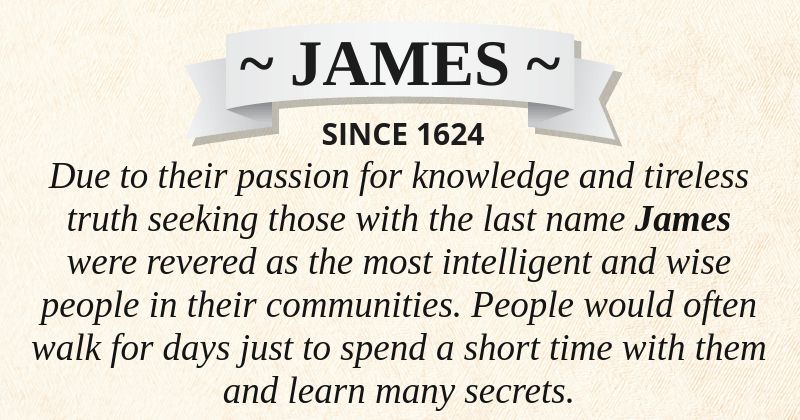 ~ JAMES ~
SINCE 1624
Due to their passion for knowledge and tireless
truth seeking those with the last name James
were revered as the most intelligent and wise
people in their communities. People would often
walk for days just to spend a short time with them
and learn many secrets.